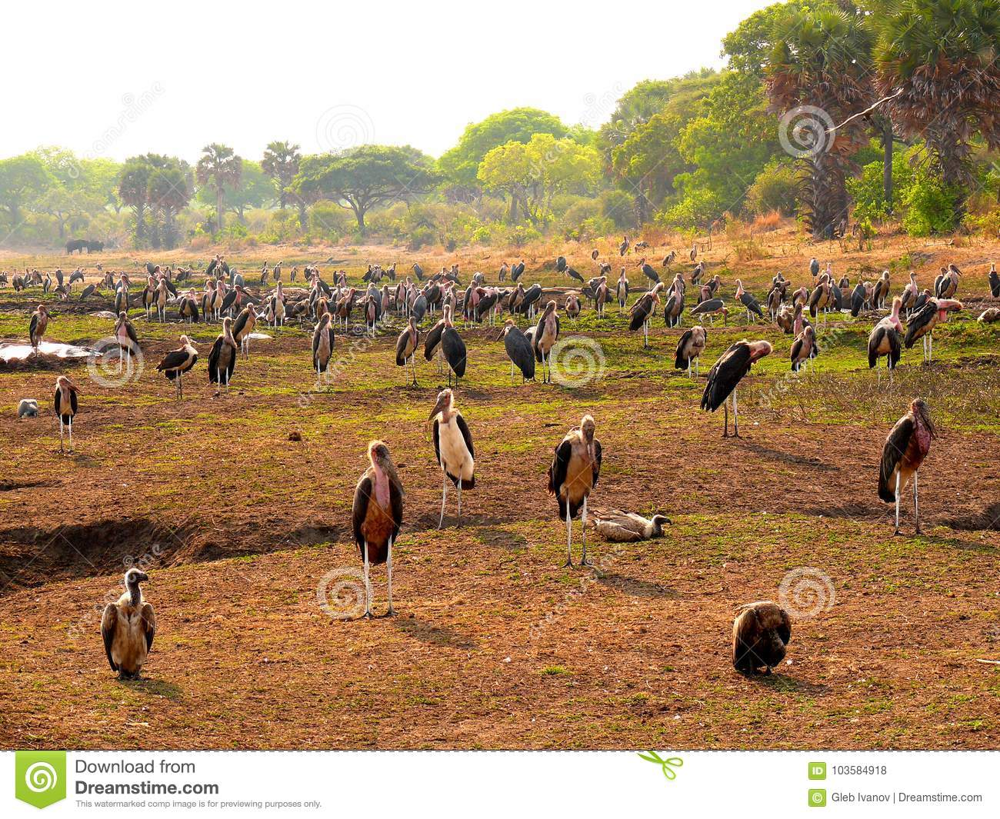 Download from
Dreamstime.com
This watermarked comp image is for previewing purposes only.
ID 103584918
© Gleb Ivanov | Dreamstime.com